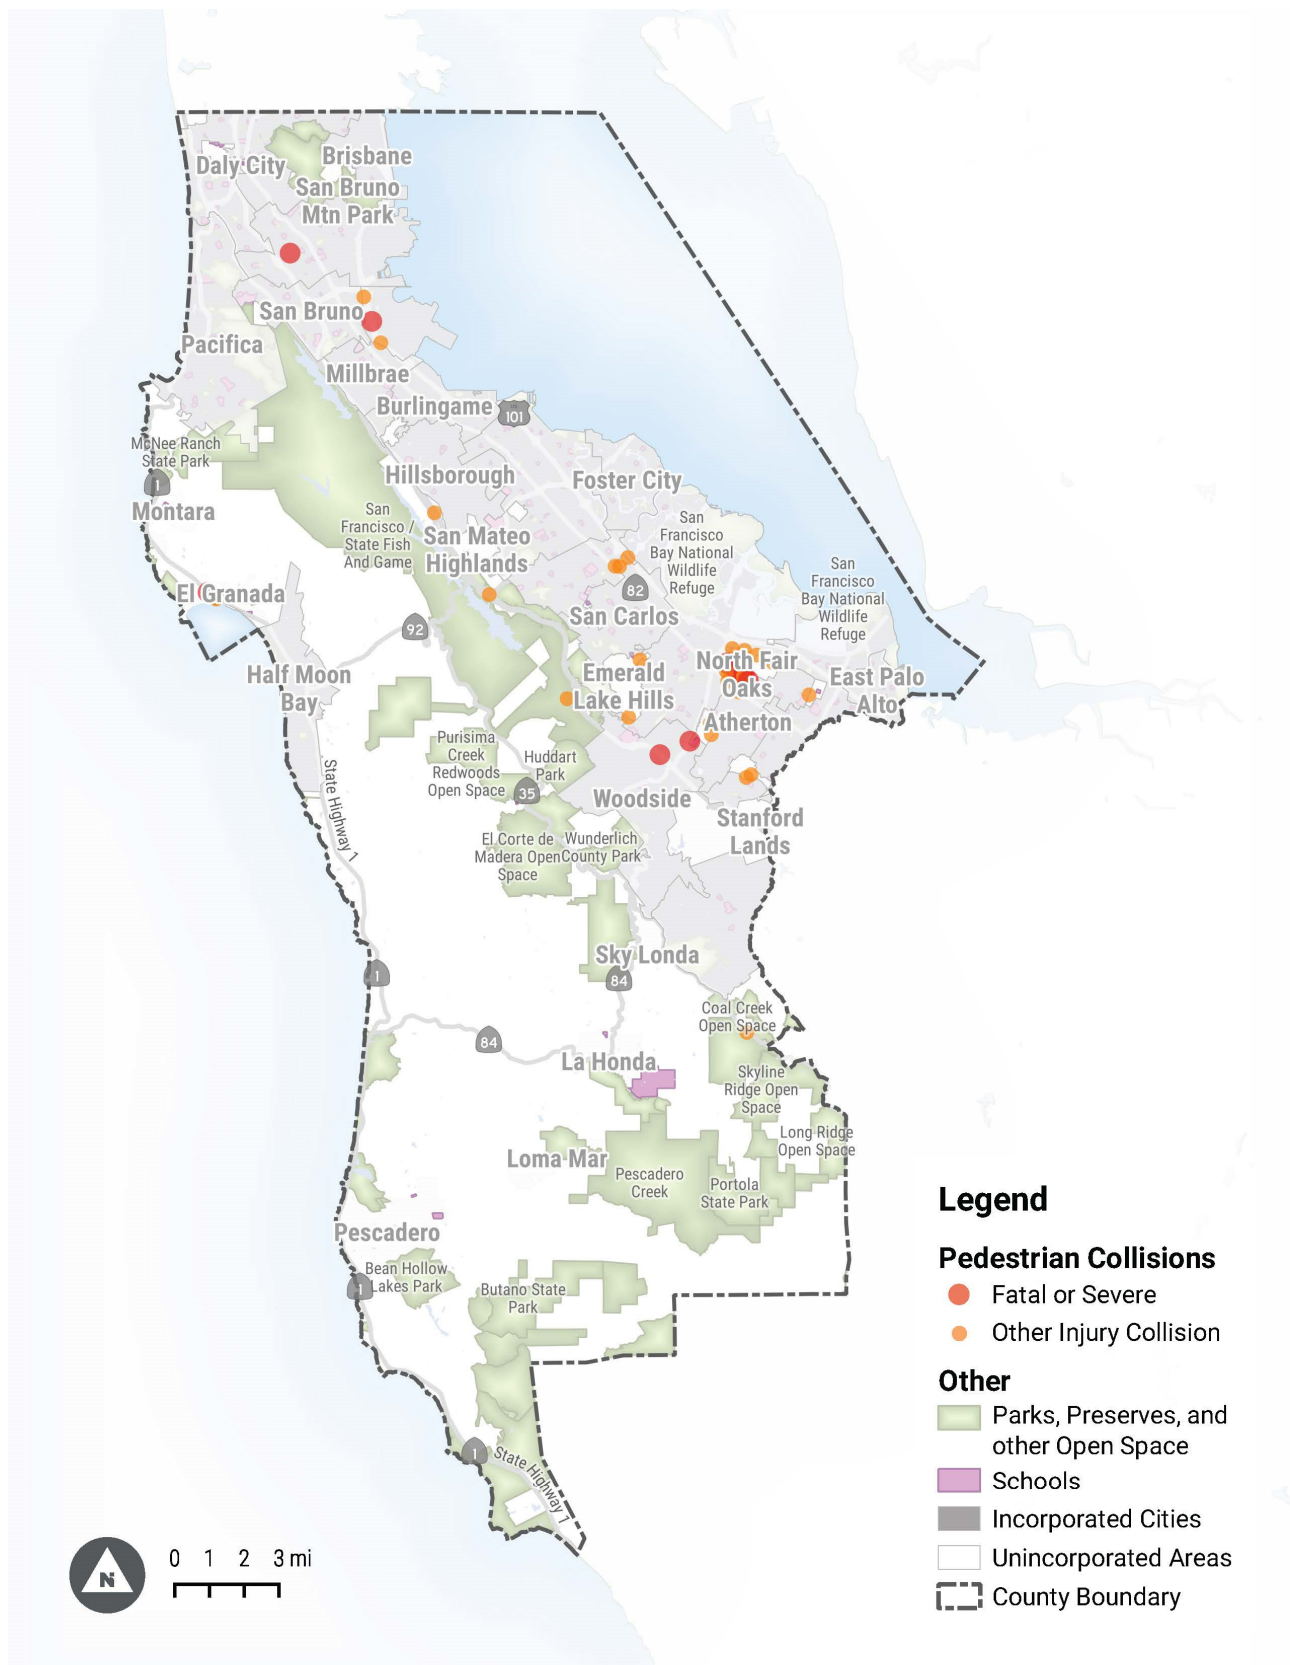 Daly City
Brisbane
San Bruno
Mtn Park
San Bruno
Pacifica
Millbrae
Burlingame
101
McNee Ranch
State Park
1
Montara
Hillsborough
Foster City
San
Francisco /
State Fish
And Game
San Mateo
Highlands
San
Francisco
Bay National
Wildlife
Refuge
San
Francisco
Bay National
Wildlife
Refuge
El Granada
82
San Carlos
92
Half Moon
Bay
Emerald
Lake Hills
North Fair
Oaks
East Palo
Alto
Atherton
Purisima
Creek
Redwoods
Open Space
Huddart
Park
35
State Highway 1
Woodside
Stanford
Lands
El Corte de
Madera Open
Space
Wunderlich
County Park
Sky Londa
84
1
Coal Creek
Open Space
84
La Honda
Skyline
Ridge Open
Space
Long Ridge
Open Space
Loma Mar
Pescadero
Creek
Portola
State Park
Pescadero
Bean Hollow
Lakes Park
1
Butano State
Park
1
State Highway 1
Legend
Pedestrian Collisions
Fatal or Severe
Other Injury Collision
Other
Parks, Preserves, and
other Open Space
Schools
Incorporated Cities
Unincorporated Areas
County Boundary
N
0 1 2 3 mi